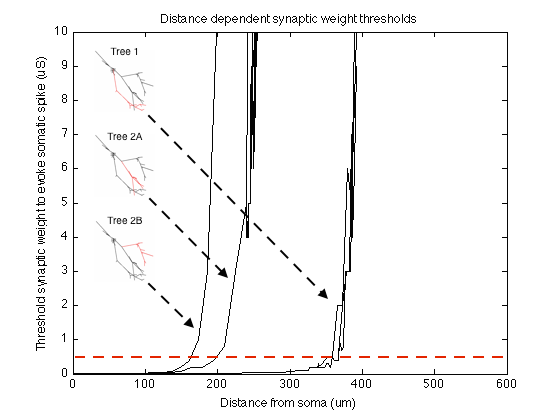 Distance dependent synaptic weight thresholds
Threshold synaptic weight to evoke somatic spike (uS)
10
9
8
7
6
5
4
3
2
1
0
Tree 1
Tree 2A
Tree 2B
0 100 200 300 400 500 600
Distance from soma (um)